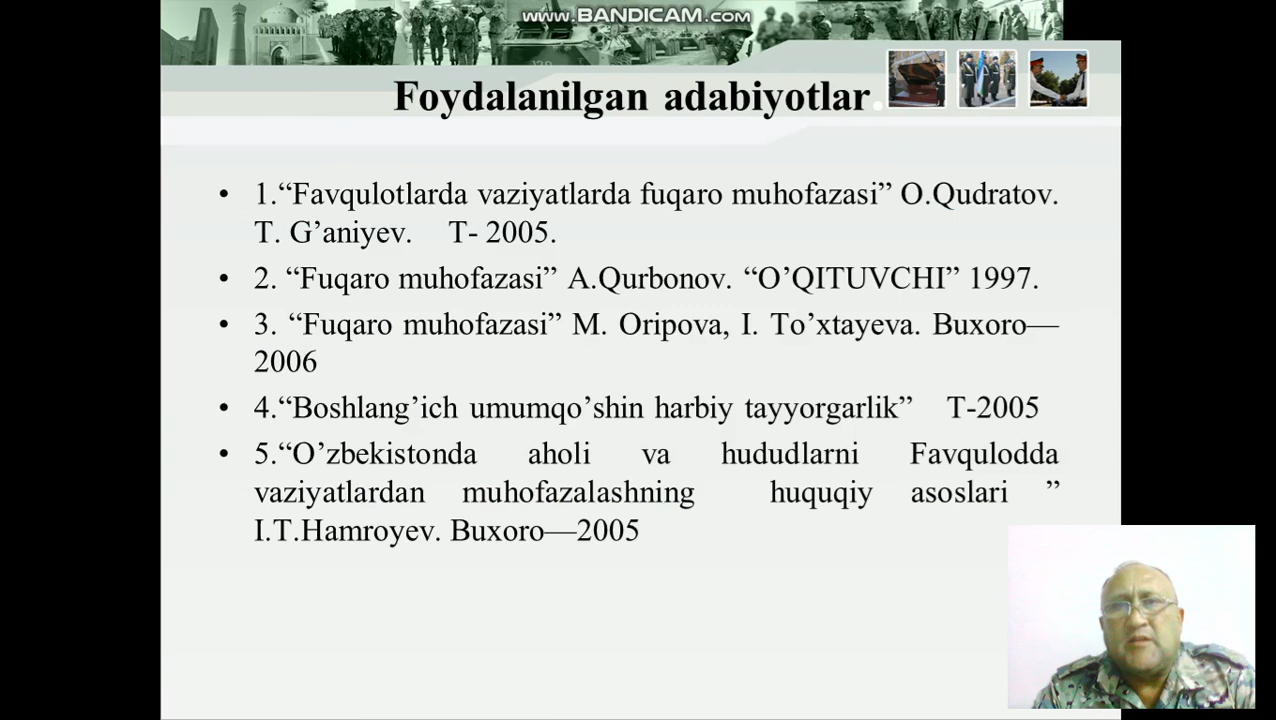 www.BANDICAM.com
Foydalanilgan adabiyotlar.
• 1.“Favqulotlarda vaziyatlarda fuqaro muhofazasi” O.Qudratov.
T. G’aniyev. T- 2005.
• 2. “Fuqaro muhofazasi” A.Qurbonov. “O’QITUVCHI” 1997.
• 3. “Fuqaro muhofazasi” M. Oripova, I. To’xtayeva. Buxoro—
2006
• 4.“Boshlang’ich umumqo’shin harbiy tayyorgarlik” T-2005
• 5.“O’zbekistonda aholi va hududlarni Favqulodda
vaziyatlardan muhofazalashning huquqiy asoslari ”
I.T.Hamroyev. Buxoro—2005